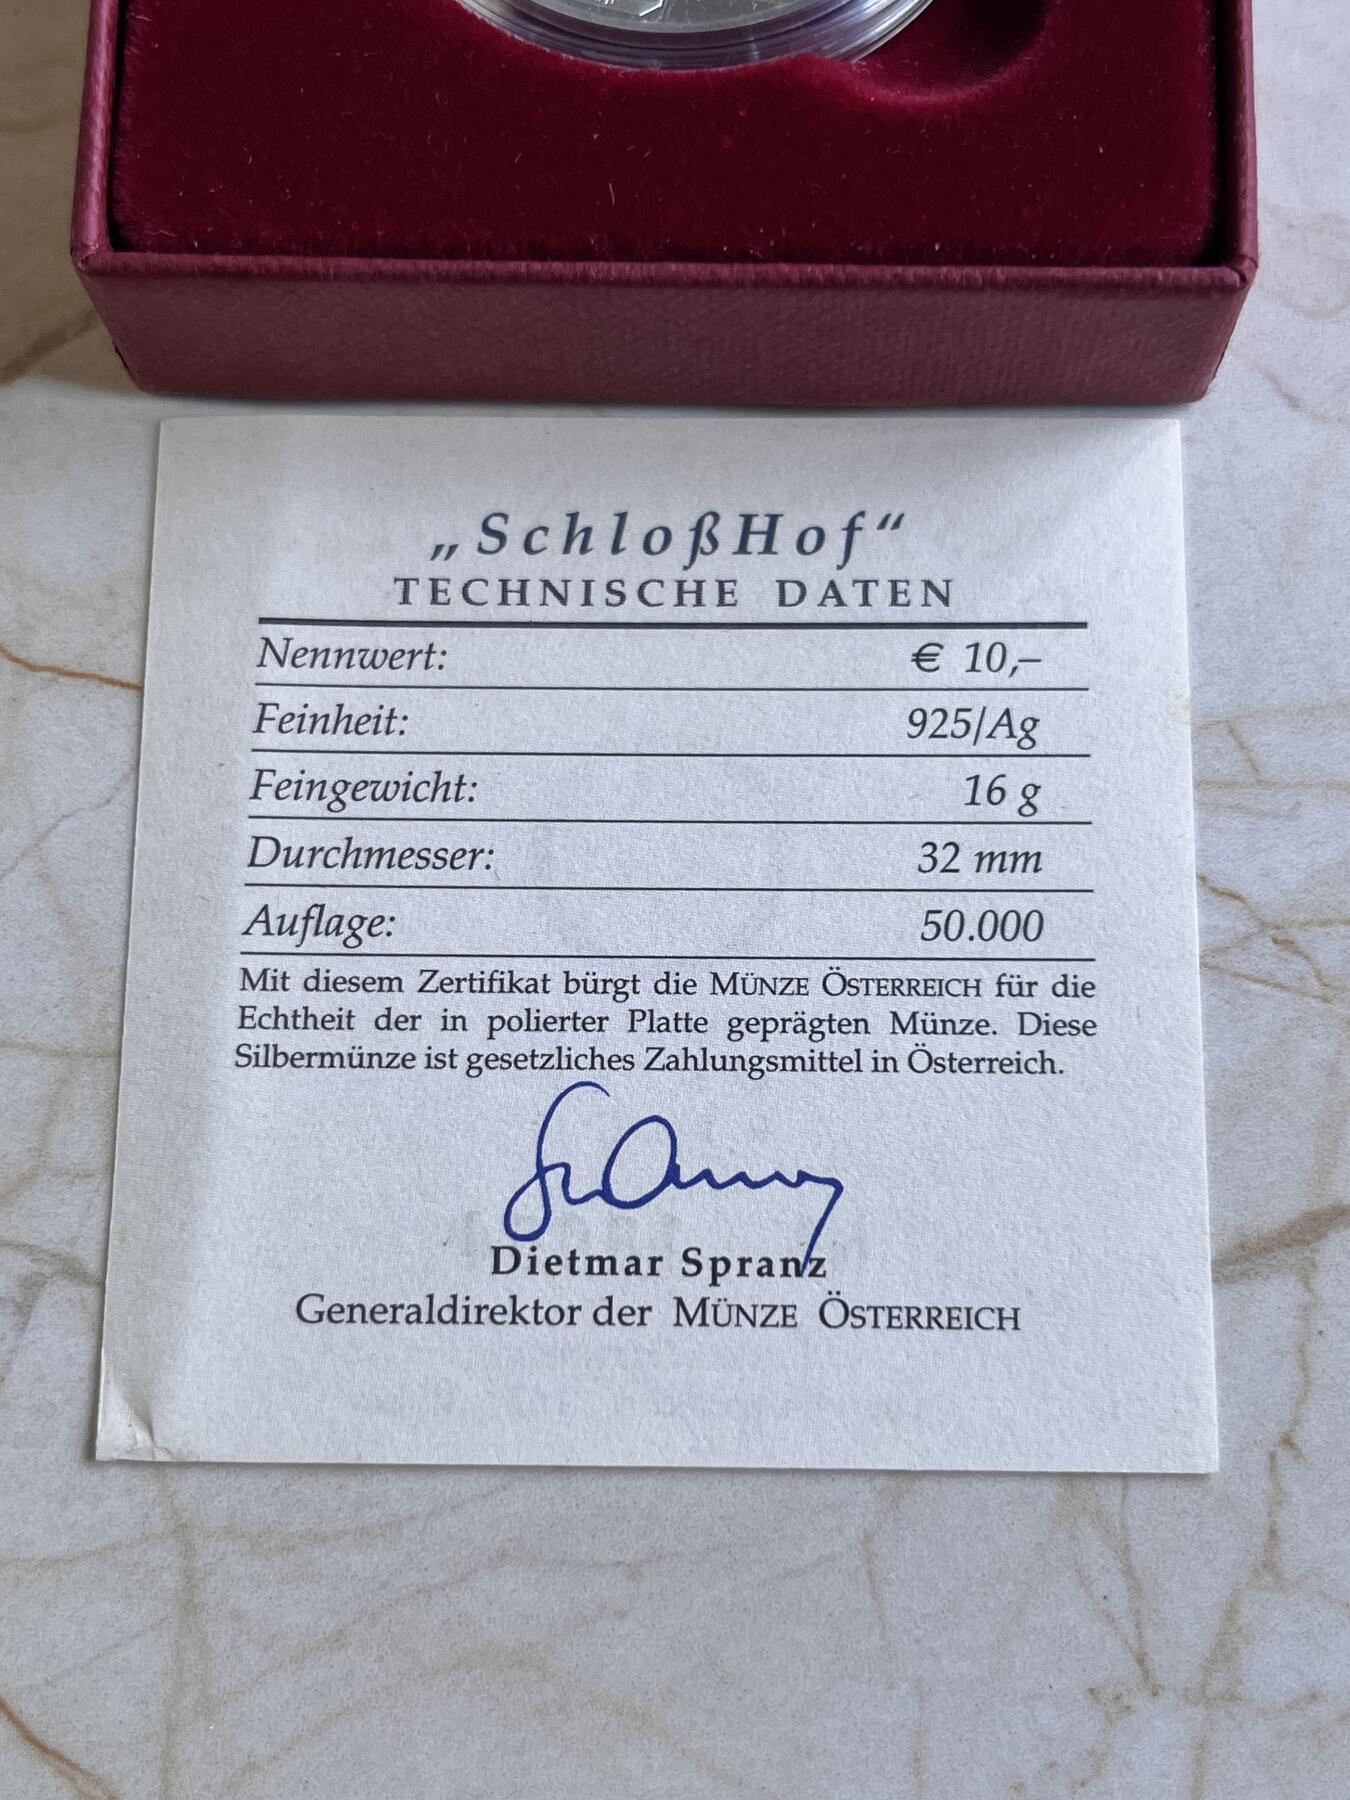 „SchloßHof“
TECHNISCHE DATEN
Nennwert: € 10,–
Feinheit: 925/Ag
Feingewicht: 16 g
Durchmesser: 32 mm
Auflage: 50.000
Mit diesem Zertifikat bürgt die MÜNZE ÖSTERREICH für die
Echtheit der in polierter Platte geprägten Münze. Diese
Silbermünze ist gesetzliches Zahlungsmittel in Österreich.
Dietmar Spranz
Generaldirektor der MÜNZE ÖSTERREICH